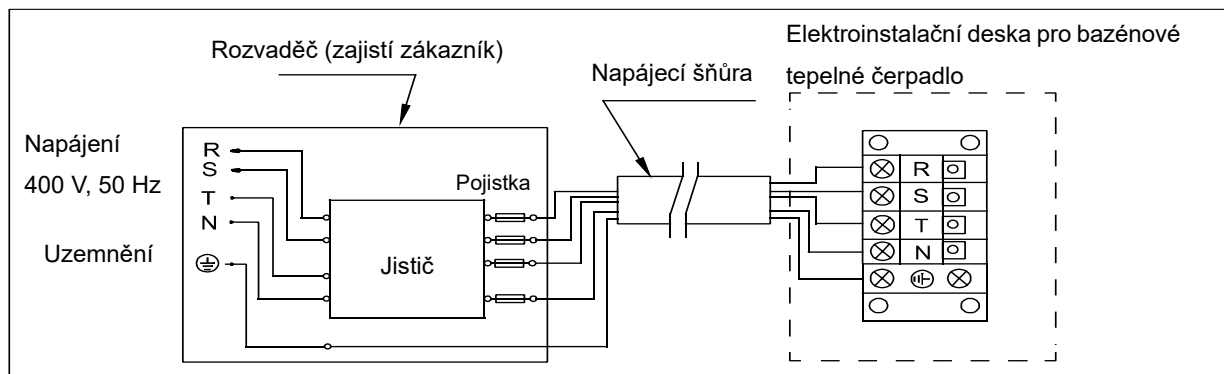 Rozvaděč (zajistí zákazník)
Napájecí šňůra
Elektroinstalační deska pro bazénové
tepelné čerpadlo
Napájení
400 V, 50 Hz
Uzemnění
R
S
T
N
Jistič
Pojistka
R
S
T
N